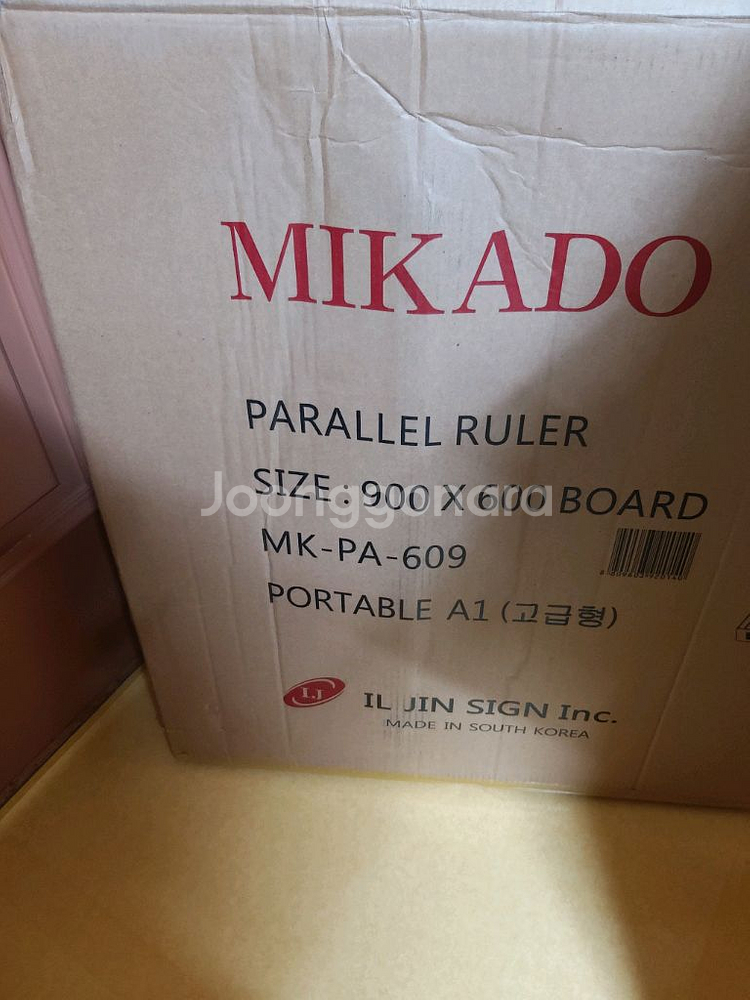 MIKADO
PARALLEL RULER
SIZE : 900 X 600 BOARD
Joonggonara
MK-PA-609
PORTABLE A1 (고급형)
I.J IL JIN SIGN Inc.
MADE IN SOUTH KOREA